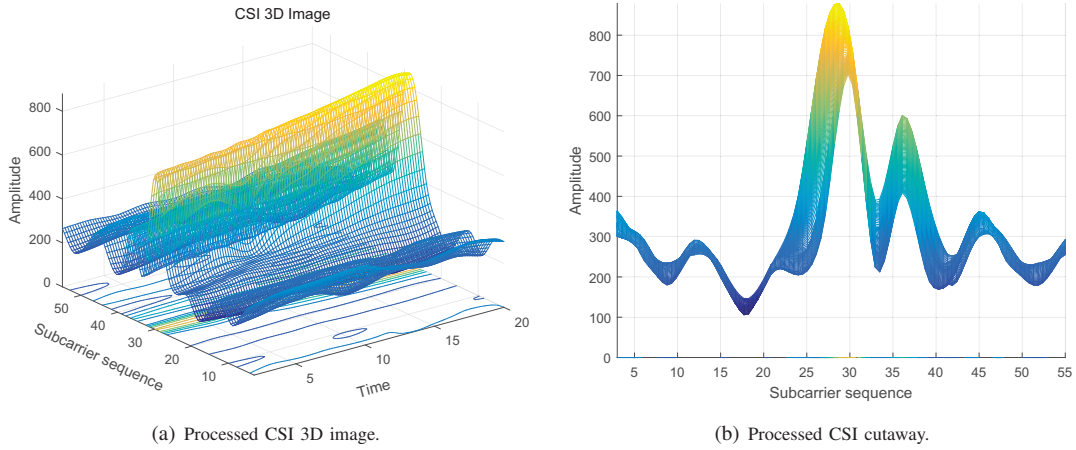 CSI 3D Image
800
600
400
200
0
Amplitude
50
40
30
20
10
Subcarrier sequence
5
10
15
20
Time
(a) Processed CSI 3D image.
800
700
600
500
400
300
200
100
0
Amplitude
5 10 15 20 25 30 35 40 45 50 55
Subcarrier sequence
(b) Processed CSI cutaway.